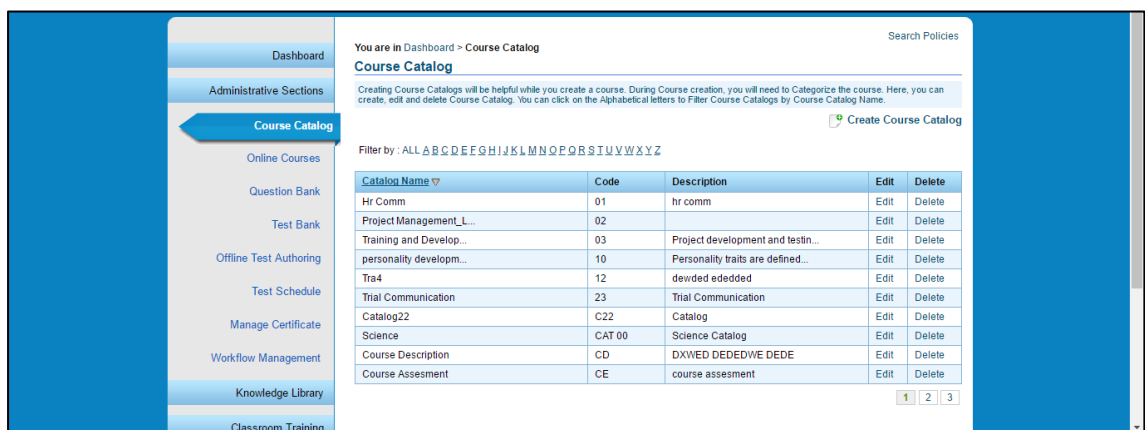 Search Policies
You are in Dashboard > Course Catalog
Course Catalog
Creating Course Catalogs will be helpful while you create a course. During Course creation, you will need to Categorize the course. Here, you can
create, edit and delete Course Catalog. You can click on the Alphabetical letters to Filter Course Catalogs by Course Catalog Name.
Create Course Catalog
Dashboard
Administrative Sections
Course Catalog
Online Courses
Question Bank
Test Bank
Offline Test Authoring
Test Schedule
Manage Certificate
Workflow Management
Knowledge Library
Classroom Training
Filter by : ALL A B C D E F G H I J K L M N O P Q R S T U V W X Y Z
Catalog Name Code Description Edit Delete
Hr Comm 01 hr comm Edit Delete
Project Management_L... 02 Edit Delete
Training and Develop... 03 Project development and testin... Edit Delete
personality developm... 10 Personality traits are defined... Edit Delete
Tra4 12 dewded ededded Edit Delete
Trial Communication 23 Trial Communication Edit Delete
Catalog22 C22 Catalog Edit Delete
Science CAT 00 Science Catalog Edit Delete
Course Description CD DXWED DEDEDWE DEDE Edit Delete
Course Assesment CE course assesment Edit Delete
1 2 3